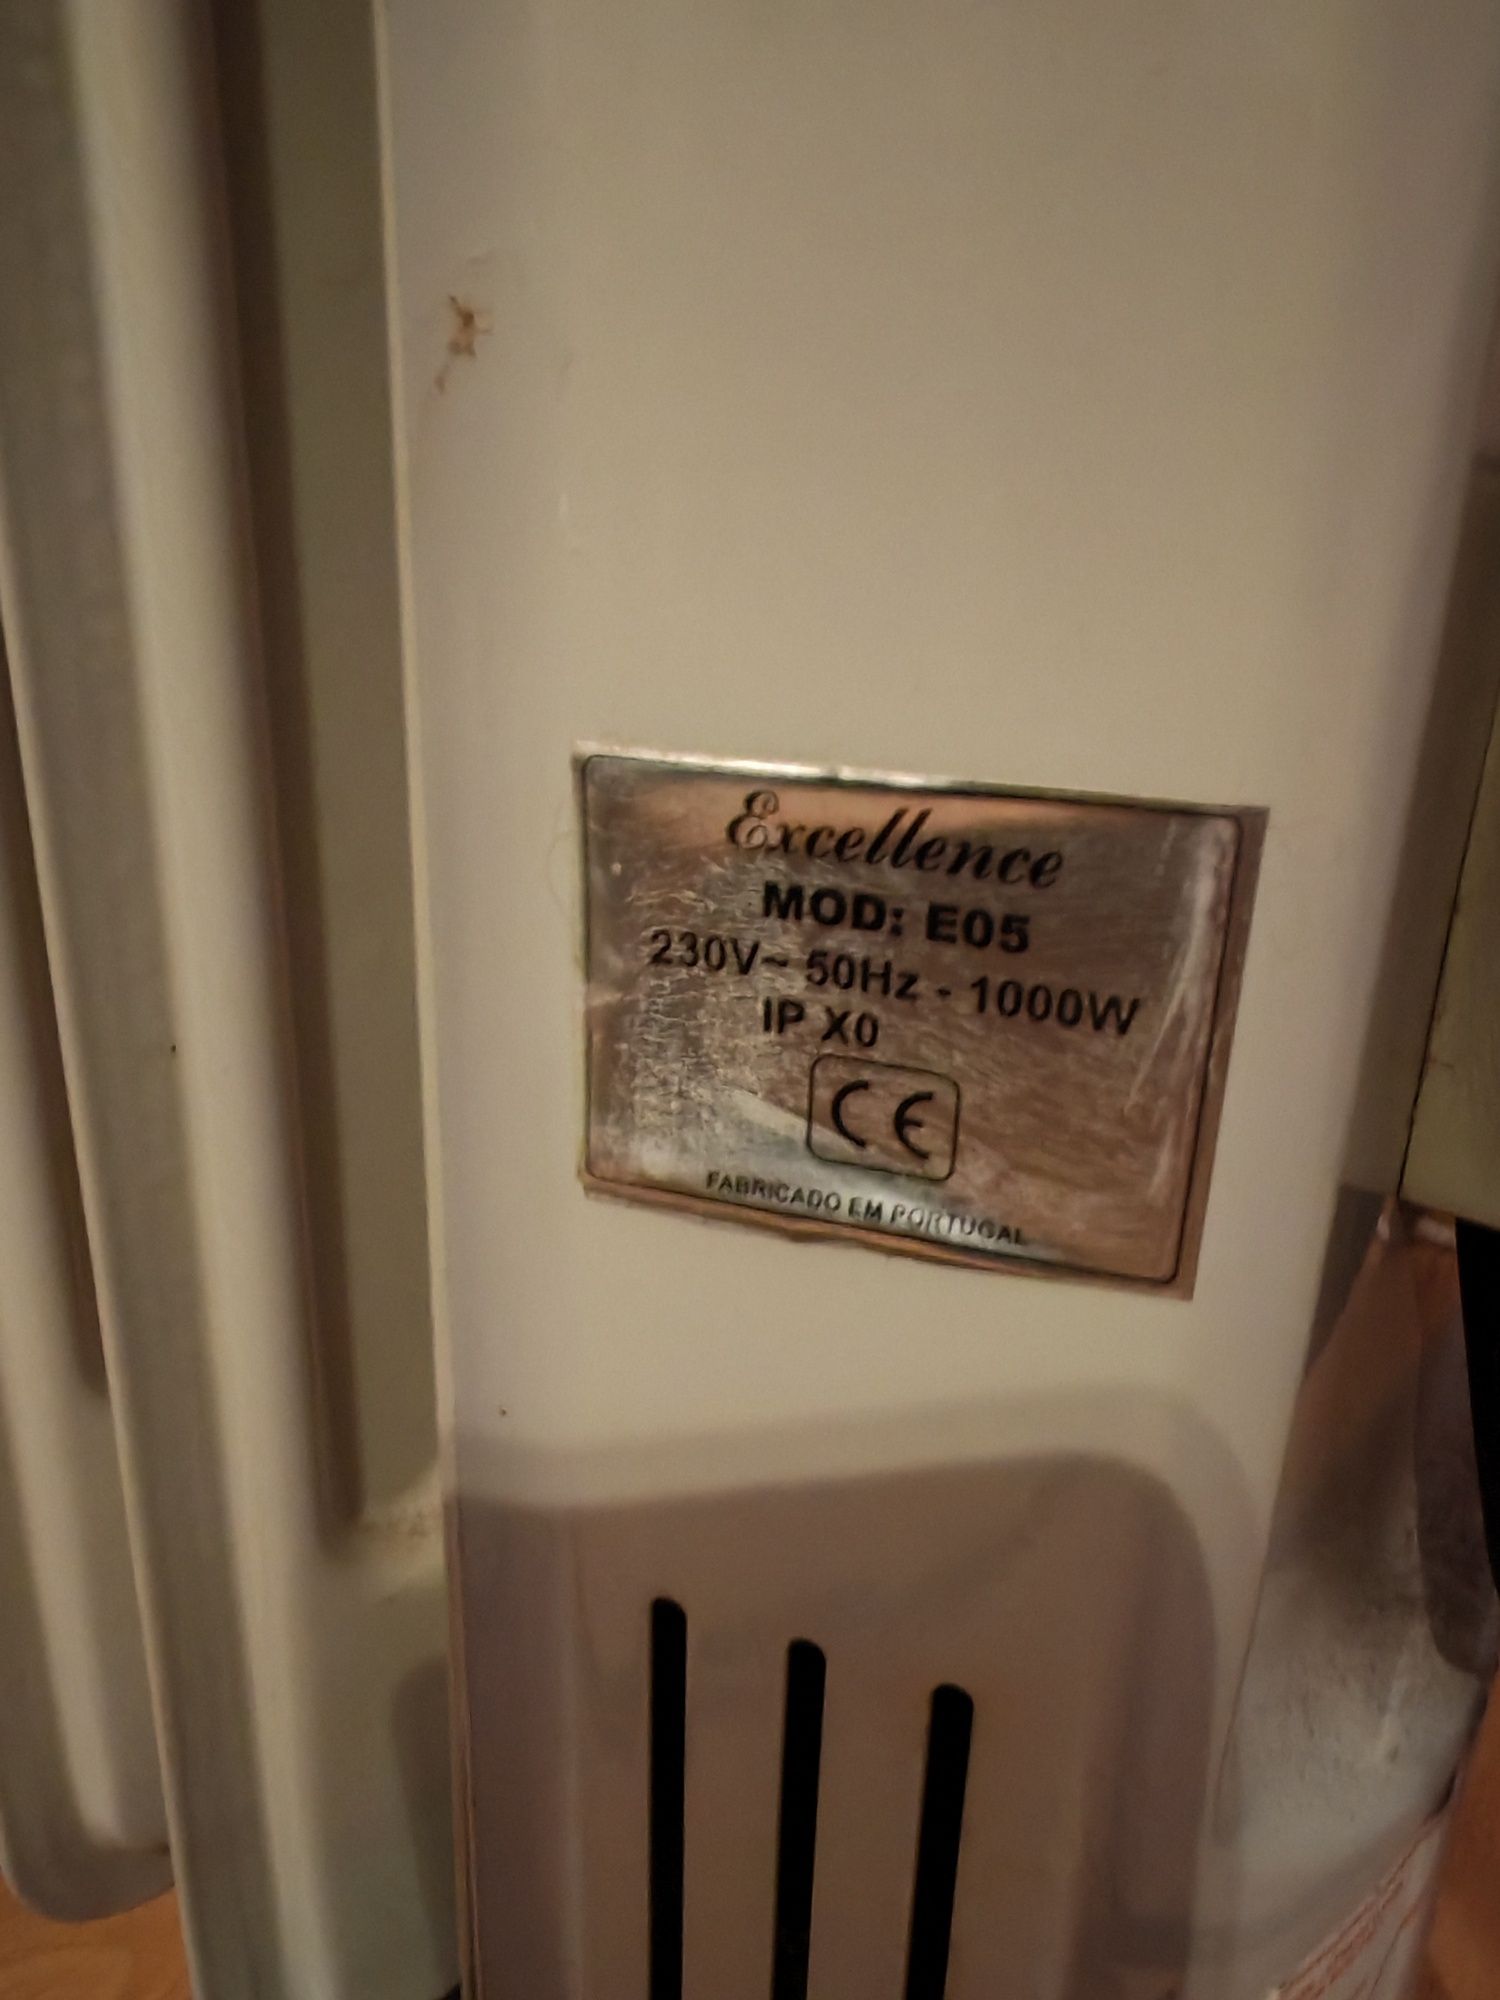 Excellence
MOD: E05
230V~ 50Hz - 1000W
IP X0
CE
FABRICADO EM PORTUGAL